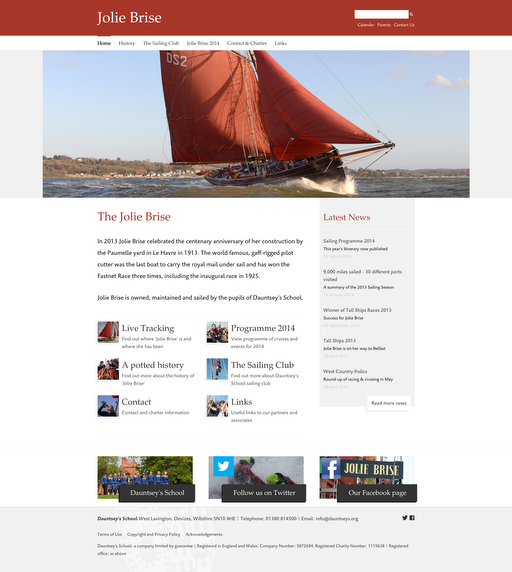 Jolie Brise
Calendar Parents Contact Us
Home History The Sailing Club Jolie Brise 2014 Contact & Charter Links
DS2
The Jolie Brise
In 2013 Jolie Brise celebrated the centenary anniversary of her construction by
the Paumelle yard in Le Havre in 1913. The world famous, gaff-rigged pilot
cutter was the last boat to carry the royal mail under sail and has won the
Fastnet Race three times, including the inaugural race in 1925.
Jolie Brise is owned, maintained and sailed by the pupils of Dauntsey's School.
Live Tracking
Find out where 'Jolie Brise' is and
where she has been
Programme 2014
View programme of cruises and
events for 2014
A potted history
Find out more about the history of
'Jolie Brise'
The Sailing Club
Find out more about Dauntsey's
School sailing club
Contact
Contact and charter information
Links
Useful links to our partners and
associates
Latest News
Sailing Programme 2014
This year's itinerary now published
9,000 miles sailed - 30 different ports
visited
A summary of the 2013 Sailing Season
Winner of Tall Ships Races 2013
Success for Jolie Brise
Tall Ships 2013
Jolie Brise is on her way to Belfast
West Country frolics
Round-up of racing & cruising in May
Read more news
JOLIE BRISE
Dauntsey's School
Follow us on Twitter
Our Facebook page
Dauntsey's School West Lavington, Devizes, Wiltshire SN10 4HE | Telephone: 01380 814500 | Email: info@dauntseys.org
Terms of Use Copyright and Privacy Policy Acknowledgements
Dauntsey's School: a company limited by guarantee | Registered in England and Wales: Company Number: 5872694, Registered Charity Number: 1115638 | Registered
office: as above